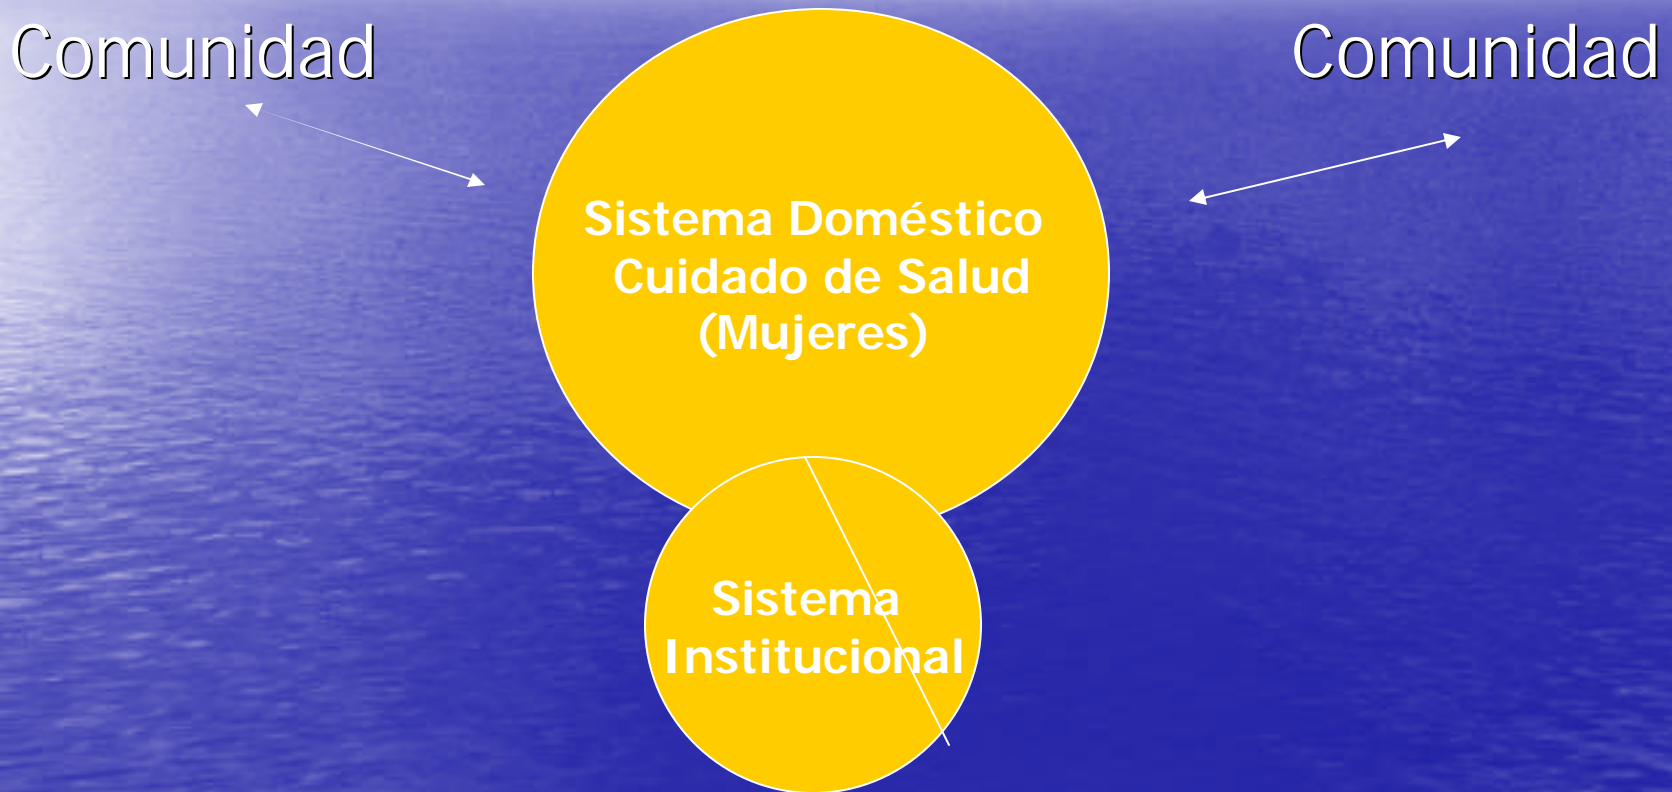 Comunidad
Comunidad
Sistema Doméstico
Cuidado de Salud
(Mujeres)
Sistema
Institucional